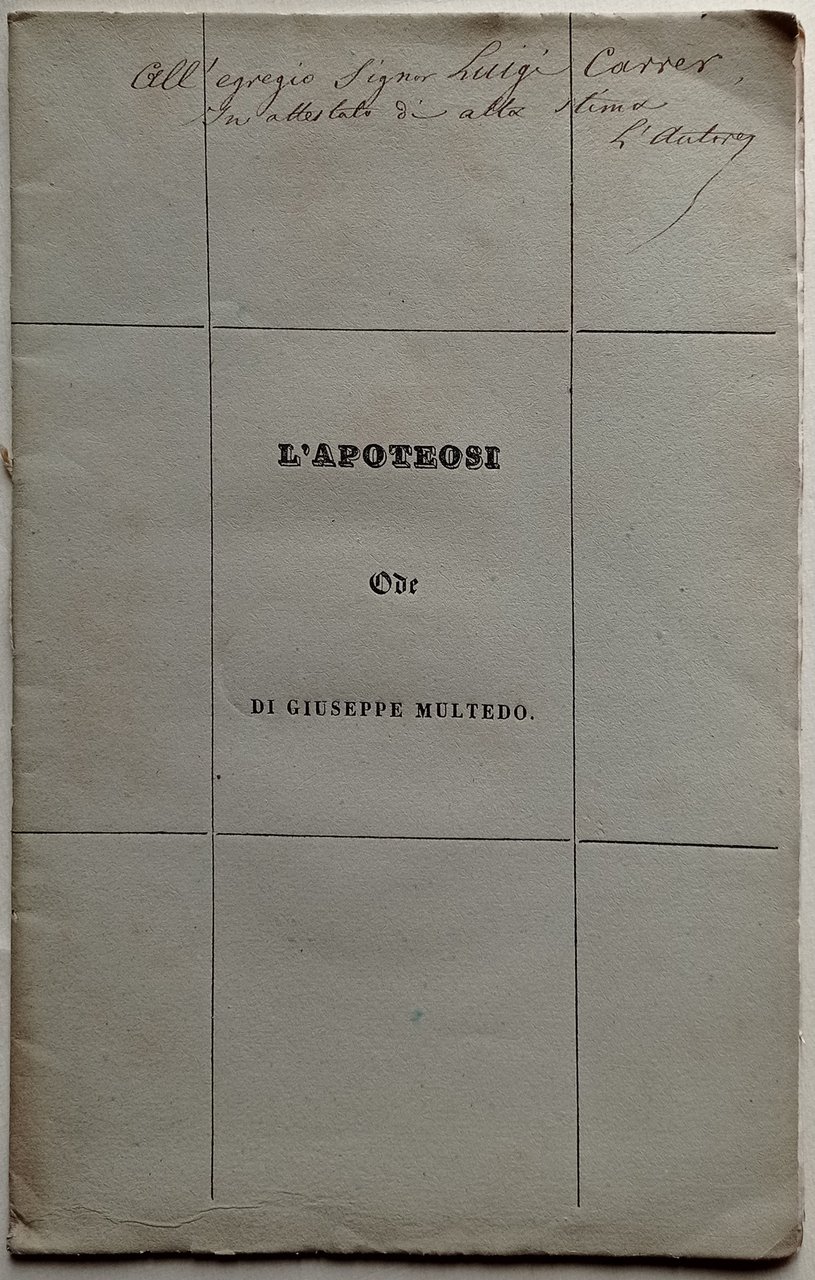 All' egregio Signor Luigi Carrer,
In attestato di alta stima
L'Autore
L'APOTEOSI
Ode
DI GIUSEPPE MULTEDO.